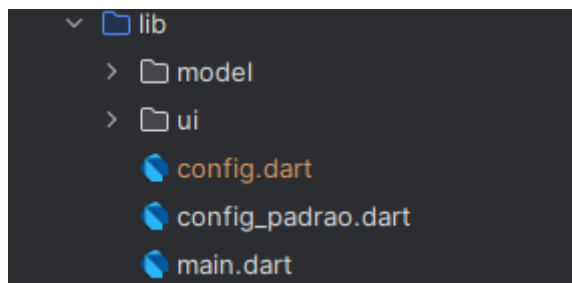 lib
model
ui
config.dart
config_padrao.dart
main.dart